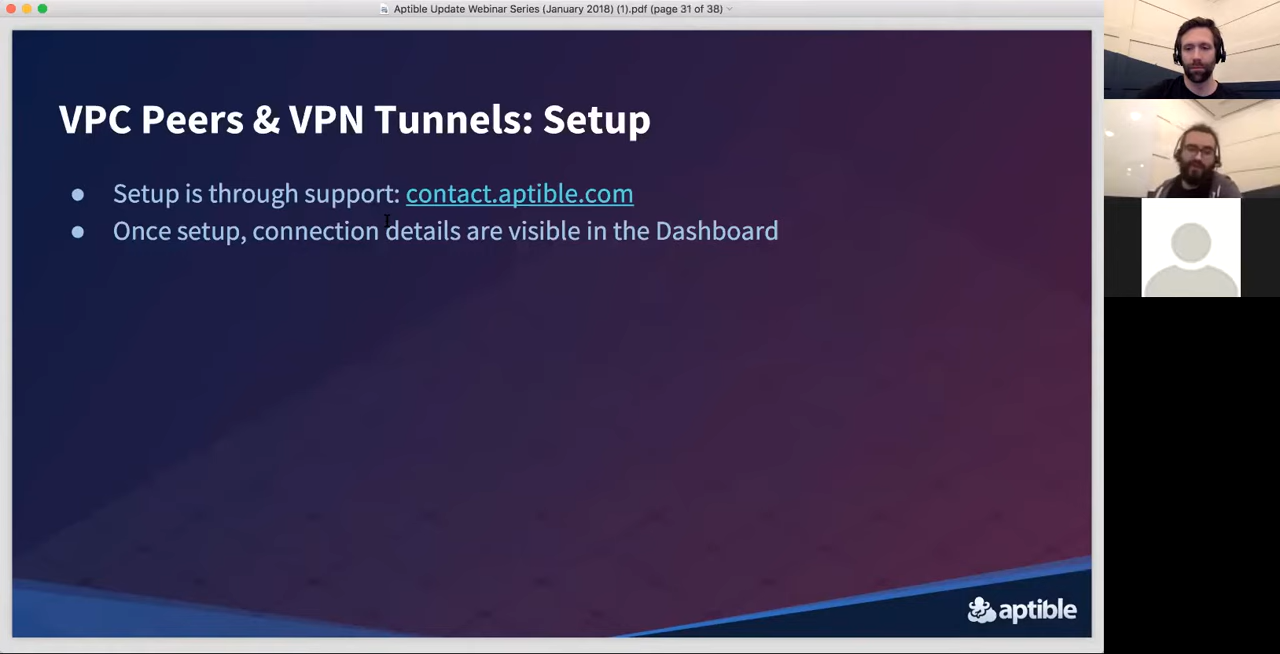 Aptible Update Webinar Series (January 2018) (1).pdf (page 31 of 38)
VPC Peers & VPN Tunnels: Setup
● Setup is through support: contact.aptible.com
● Once setup, connection details are visible in the Dashboard
aptible